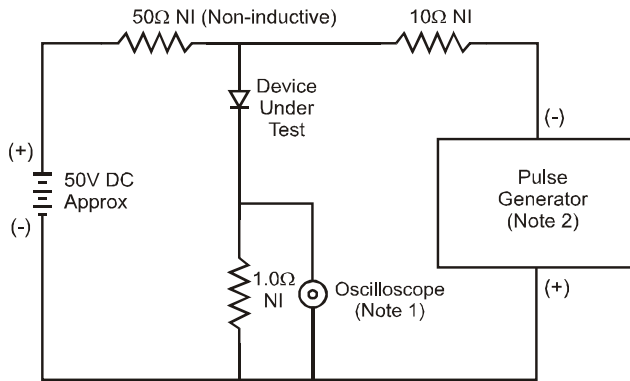 50Ω NI (Non-inductive)
10Ω NI
Device
Under
Test
(-)
(+)
50V DC
Approx
(-)
Pulse
Generator
(Note 2)
1.0Ω
NI
Oscilloscope
(Note 1)
(+)